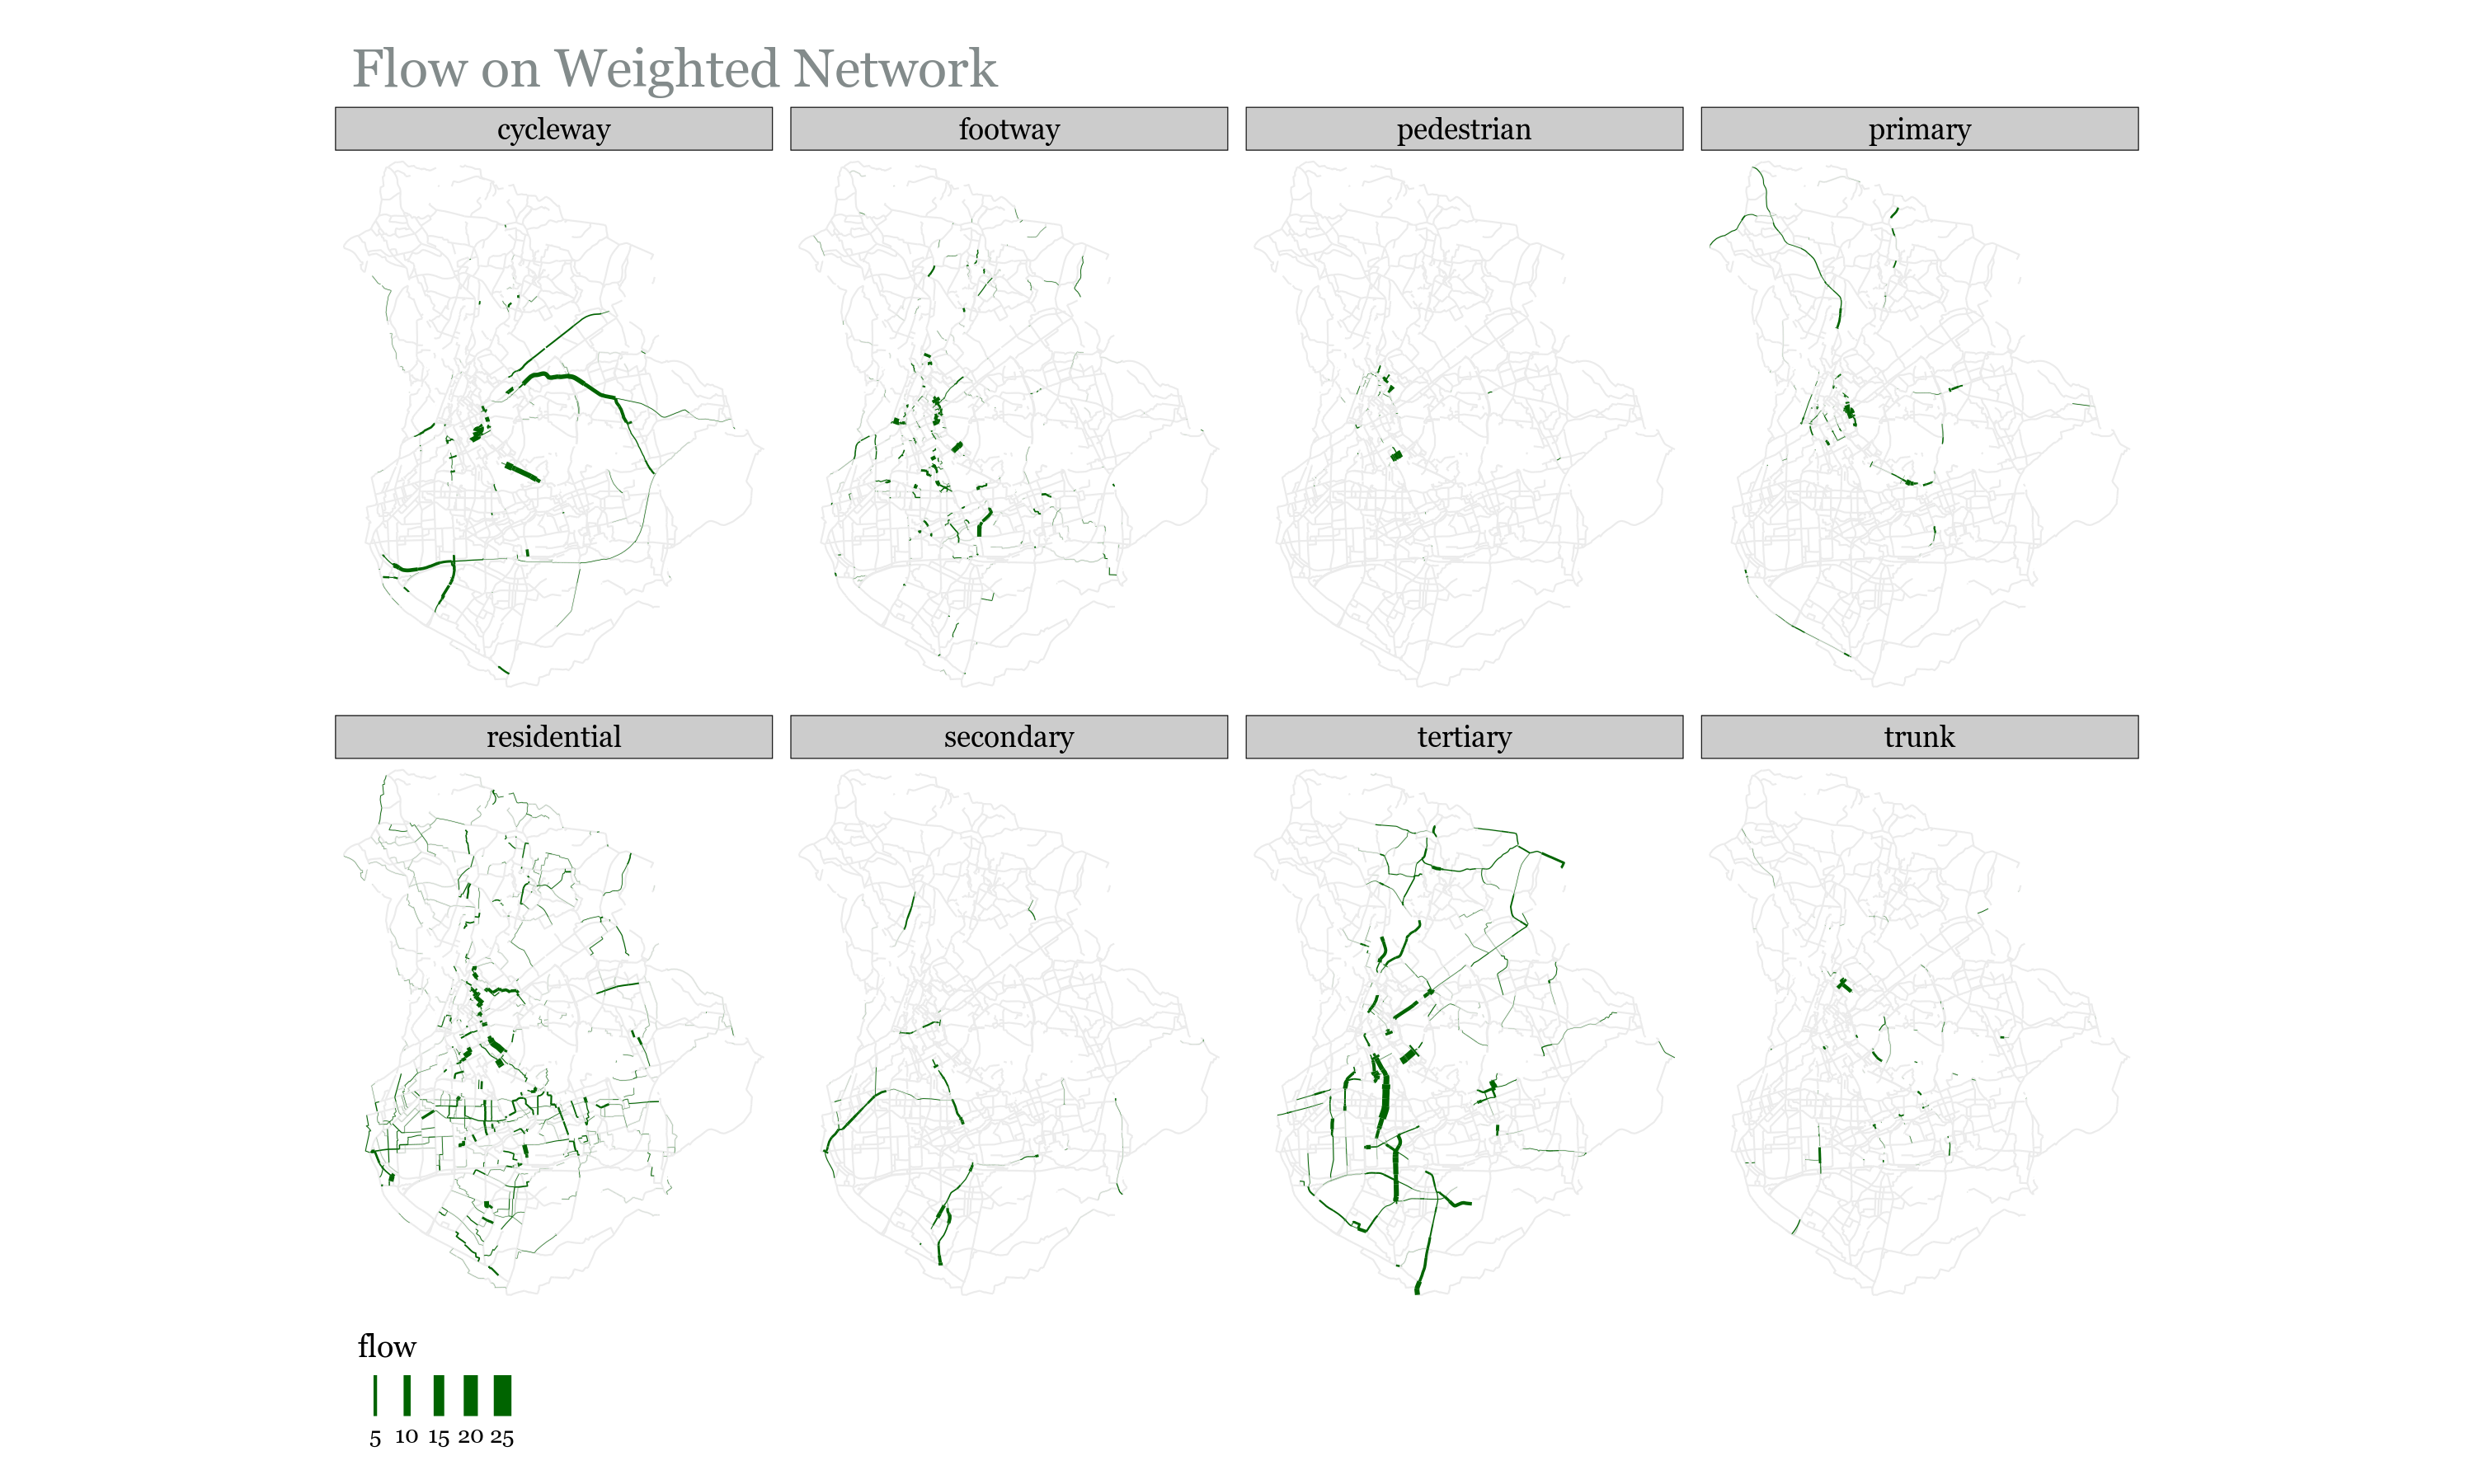 Flow on Weighted Network
cycleway
footway
pedestrian
primary
residential
secondary
tertiary
trunk
flow
5 10 15 20 25